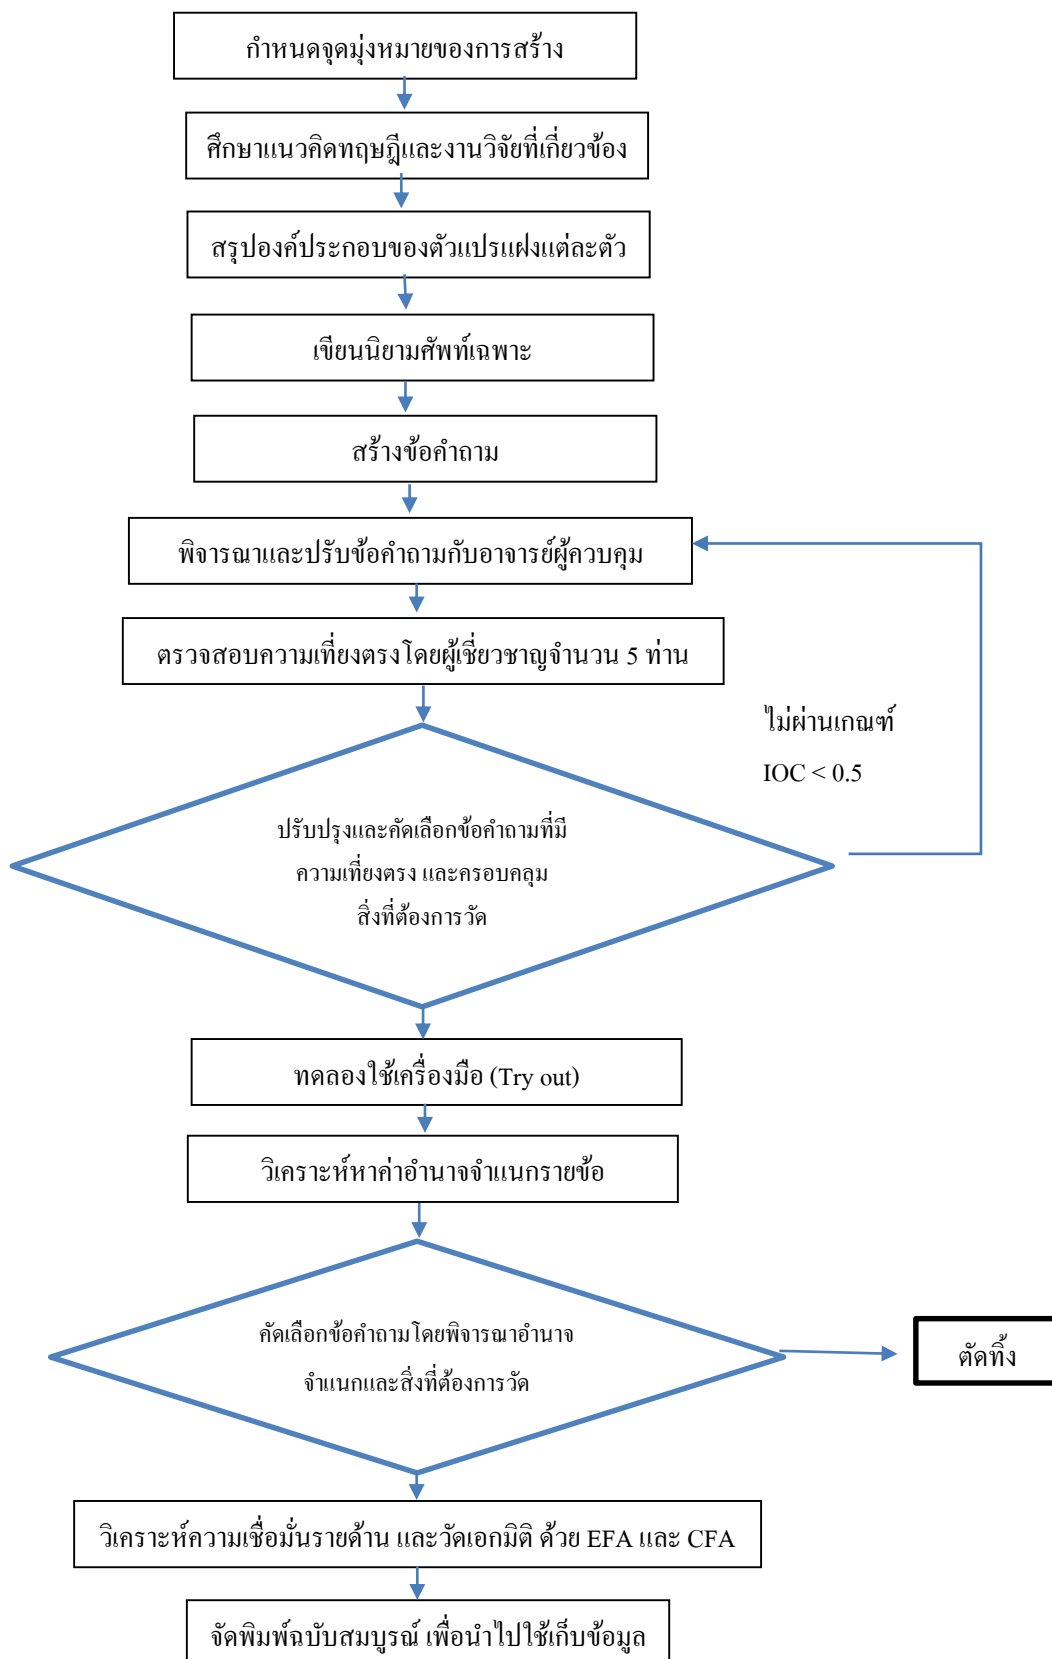 กำหนดจุดมุ่งหมายของการสร้าง
ศึกษาแนวคิดทฤษฎีและงานวิจัยที่เกี่ยวข้อง
สรุปองค์ประกอบของตัวแปรแฝงแต่ละตัว
เขียนนิยามศัพท์เฉพาะ
สร้างข้อคำถาม
พิจารณาและปรับข้อคำถามกับอาจารย์ผู้ควบคุม
ตรวจสอบความเที่ยงตรงโดยผู้เชี่ยวชาญจำนวน 5 ท่าน
ไม่ผ่านเกณฑ์
IOC < 0.5
ปรับปรุงและคัดเลือกข้อคำถามที่มี
ความเที่ยงตรง และครอบคลุม
สิ่งที่ต้องการวัด
ทดลองใช้เครื่องมือ (Try out)
วิเคราะห์หาค่าอำนาจจำแนกรายข้อ
คัดเลือกข้อคำถามโดยพิจารณาอำนาจ
จำแนกและสิ่งที่ต้องการวัด
ตัดทิ้ง
วิเคราะห์ความเชื่อมั่นรายด้าน และวัดเอกมิติ ด้วย EFA และ CFA
จัดพิมพ์ฉบับสมบูรณ์ เพื่อนำไปใช้เก็บข้อมูล